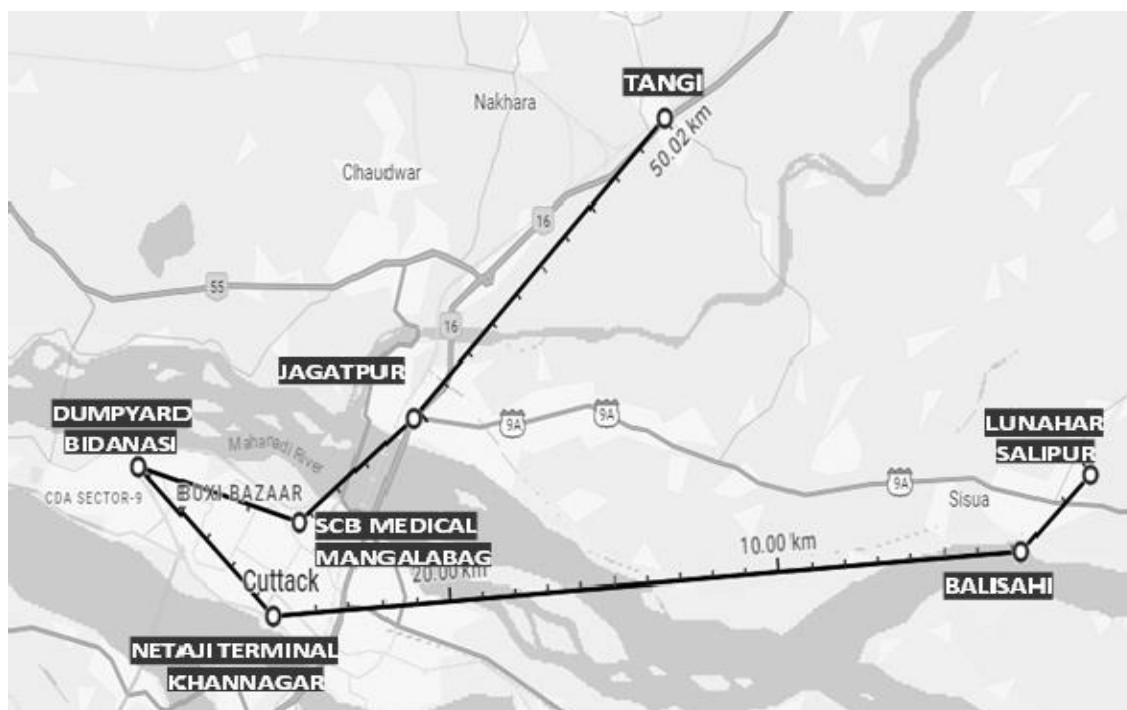 TANGI
Nakhara
50.02 km
Chaudwar
16
55
16
JAGATPUR
9A
9A
DUMPYARD
BIDANASI
LUNAHAR
SALIPUR
Mahanadi River
9A
CDA SECTOR-9
BUXI BAZAAR
Sisua
SCB MEDICAL
MANGALABAG
10.00 km
20.00 km
Cuttack
BALISAHI
NETAJI TERMINAL
KHANNAGAR